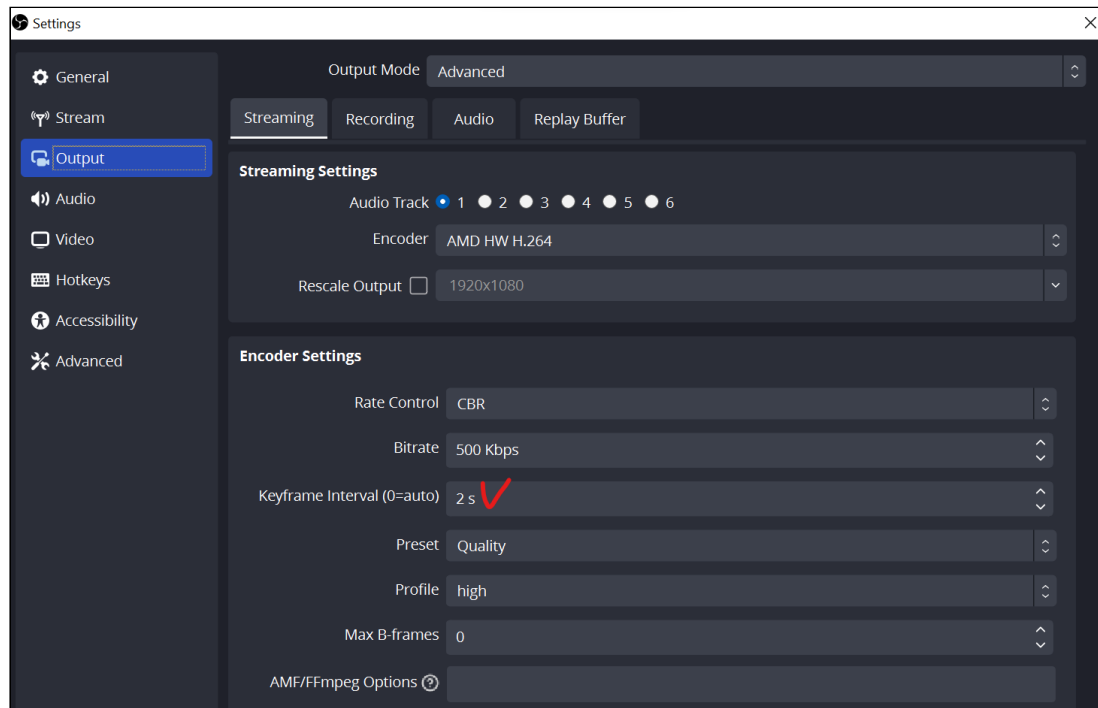 Settings
General
Stream
Output
Audio
Video
Hotkeys
Accessibility
Advanced
Output Mode Advanced
Streaming Recording Audio Replay Buffer
Streaming Settings
Audio Track 1 2 3 4 5 6
Encoder AMD HW H.264
Rescale Output 1920x1080
Encoder Settings
Rate Control CBR
Bitrate 500 Kbps
Keyframe Interval (0=auto) 2 s
Preset Quality
Profile high
Max B-frames 0
AMF/FFmpeg Options ?